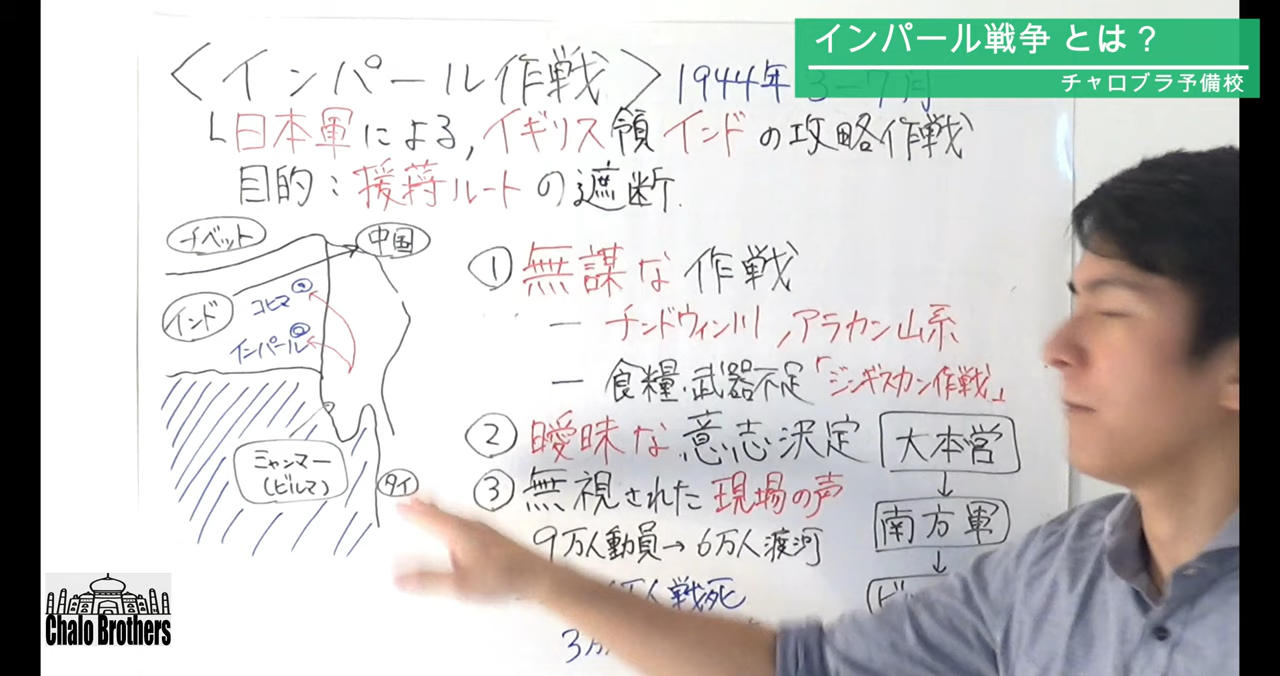 インパール戦争 とは？
チャロブラ予備校
〈インパール作戦〉 1944年 3-7月
└日本軍による,イギリス領インドの攻略作戦
目的：援蒋ルートの遮断.
チベット
中国
インド
コヒマ
インパール
ミャンマー
(ビルマ)
タイ
① 無謀な作戦
― チンドウィン川,アラカン山系
― 食糧.武器不足「ジンギスカン作戦」
② 曖昧な意志決定
大本営
↓
南方軍
↓
ビ
③ 無視された現場の声
9万人動員→6万人渡河
万人戦死
3万
Chalo Brothers